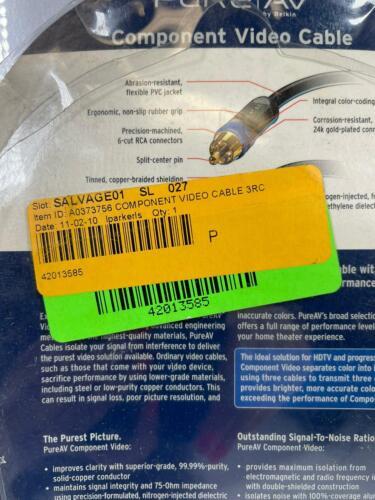 PUREAV
by Belkin
Component Video Cable
Abrasion-resistant,
flexible PVC jacket
Integral color-coding
Ergonomic, non-slip rubber grip
Corrosion-resistant,
24k gold-plated con
Precision-machined,
6-cut RCA connectors
Split-center pin
Tinned, copper-braided shielding
Slot: SALVAGE01 SL 027
Item ID: A0373756 COMPONENT VIDEO CABLE 3RC
Date: 11-02-10 lparkerls Qty: 1
P
42013585
42013585
advanced engineering
highest-quality materials, PureAV
Cables isolate your signal from interference to deliver
the purest video solution available. Ordinary video cables,
such as those that come with your video device,
sacrifice performance by using lower-grade materials,
including steel or low-purity copper conductors. This
can result in signal loss, poor picture resolution, and
inaccurate colors. PureAV's broad selection
offers a full range of performance level
your home theater experience.
The ideal solution for HDTV and progress
Component Video separates color into
using three cables to transmit three
provides brighter, more accurate color
exceeding the performance of Compo
The Purest Picture.
PureAV Component Video:
• improves clarity with superior-grade, 99.99%-purity,
solid-copper conductor
• maintains signal integrity and 75-Ohm impedance
using precision-formulated, nitrogen-injected dielectric
Outstanding Signal-To-Noise Ratio
PureAV Component Video:
• provides maximum isolation from
electromagnetic and radio frequency in
with double-shielded construction
• isolates noise with 100%-coverage